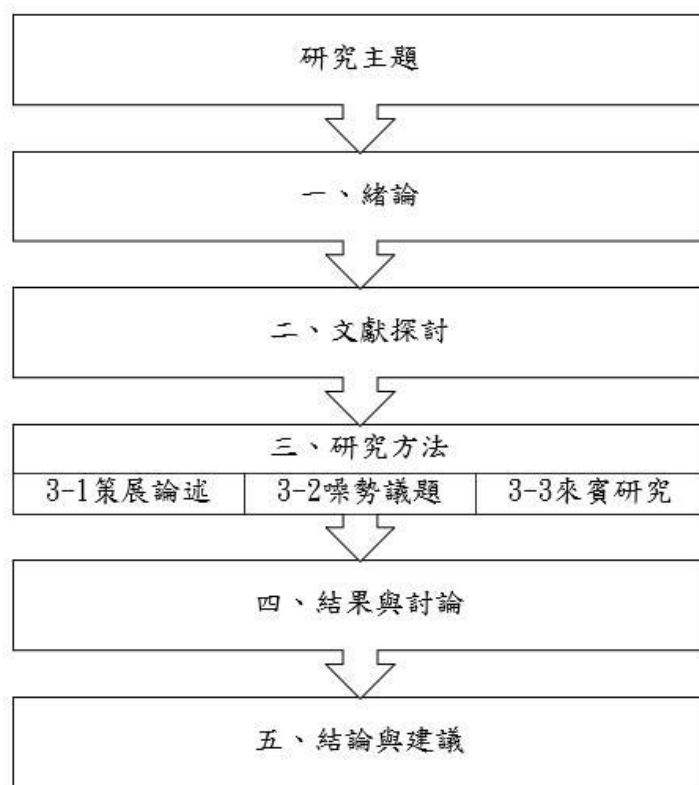 研究主題
一、緒論
二、文獻探討
三、研究方法
3-1策展論述 3-2噪勢議題 3-3來賓研究
四、結果與討論
五、結論與建議